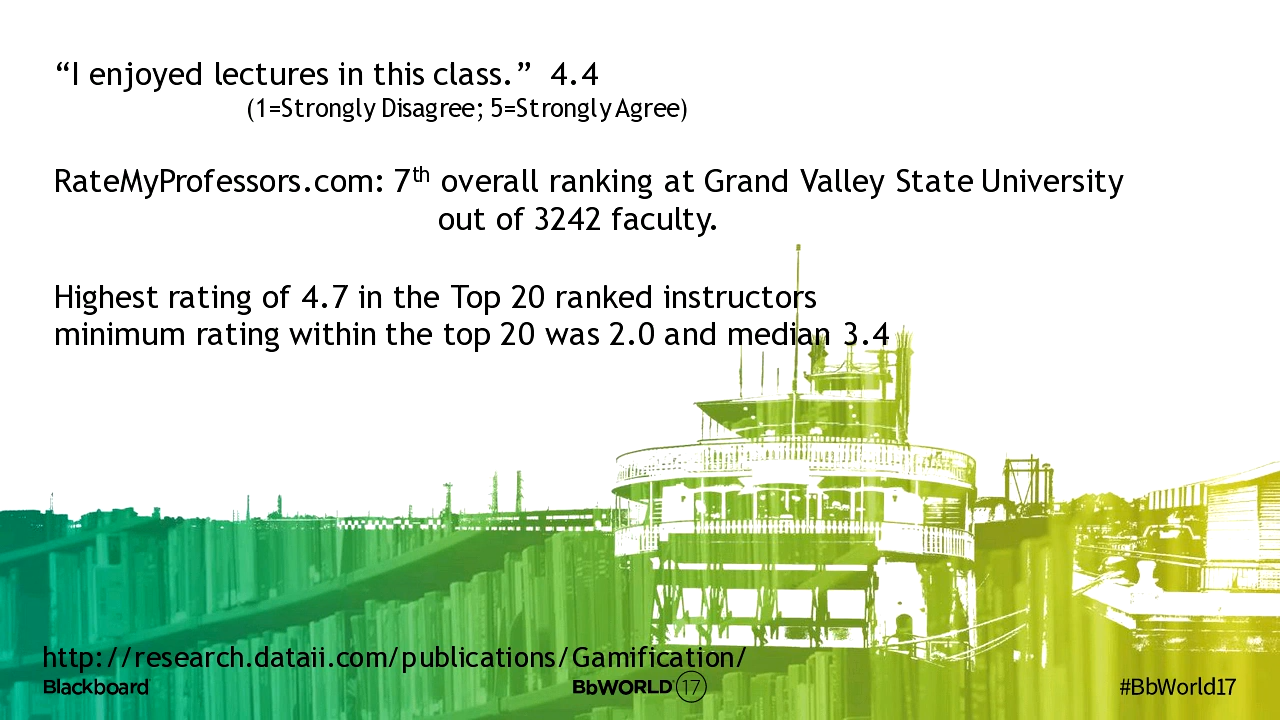 “I enjoyed lectures in this class.” 4.4
(1=Strongly Disagree; 5=Strongly Agree)
RateMyProfessors.com: 7th overall ranking at Grand Valley State University
out of 3242 faculty.
Highest rating of 4.7 in the Top 20 ranked instructors
minimum rating within the top 20 was 2.0 and median 3.4
http://research.dataii.com/publications/Gamification/
Blackboard BbWORLD 17 #BbWorld17